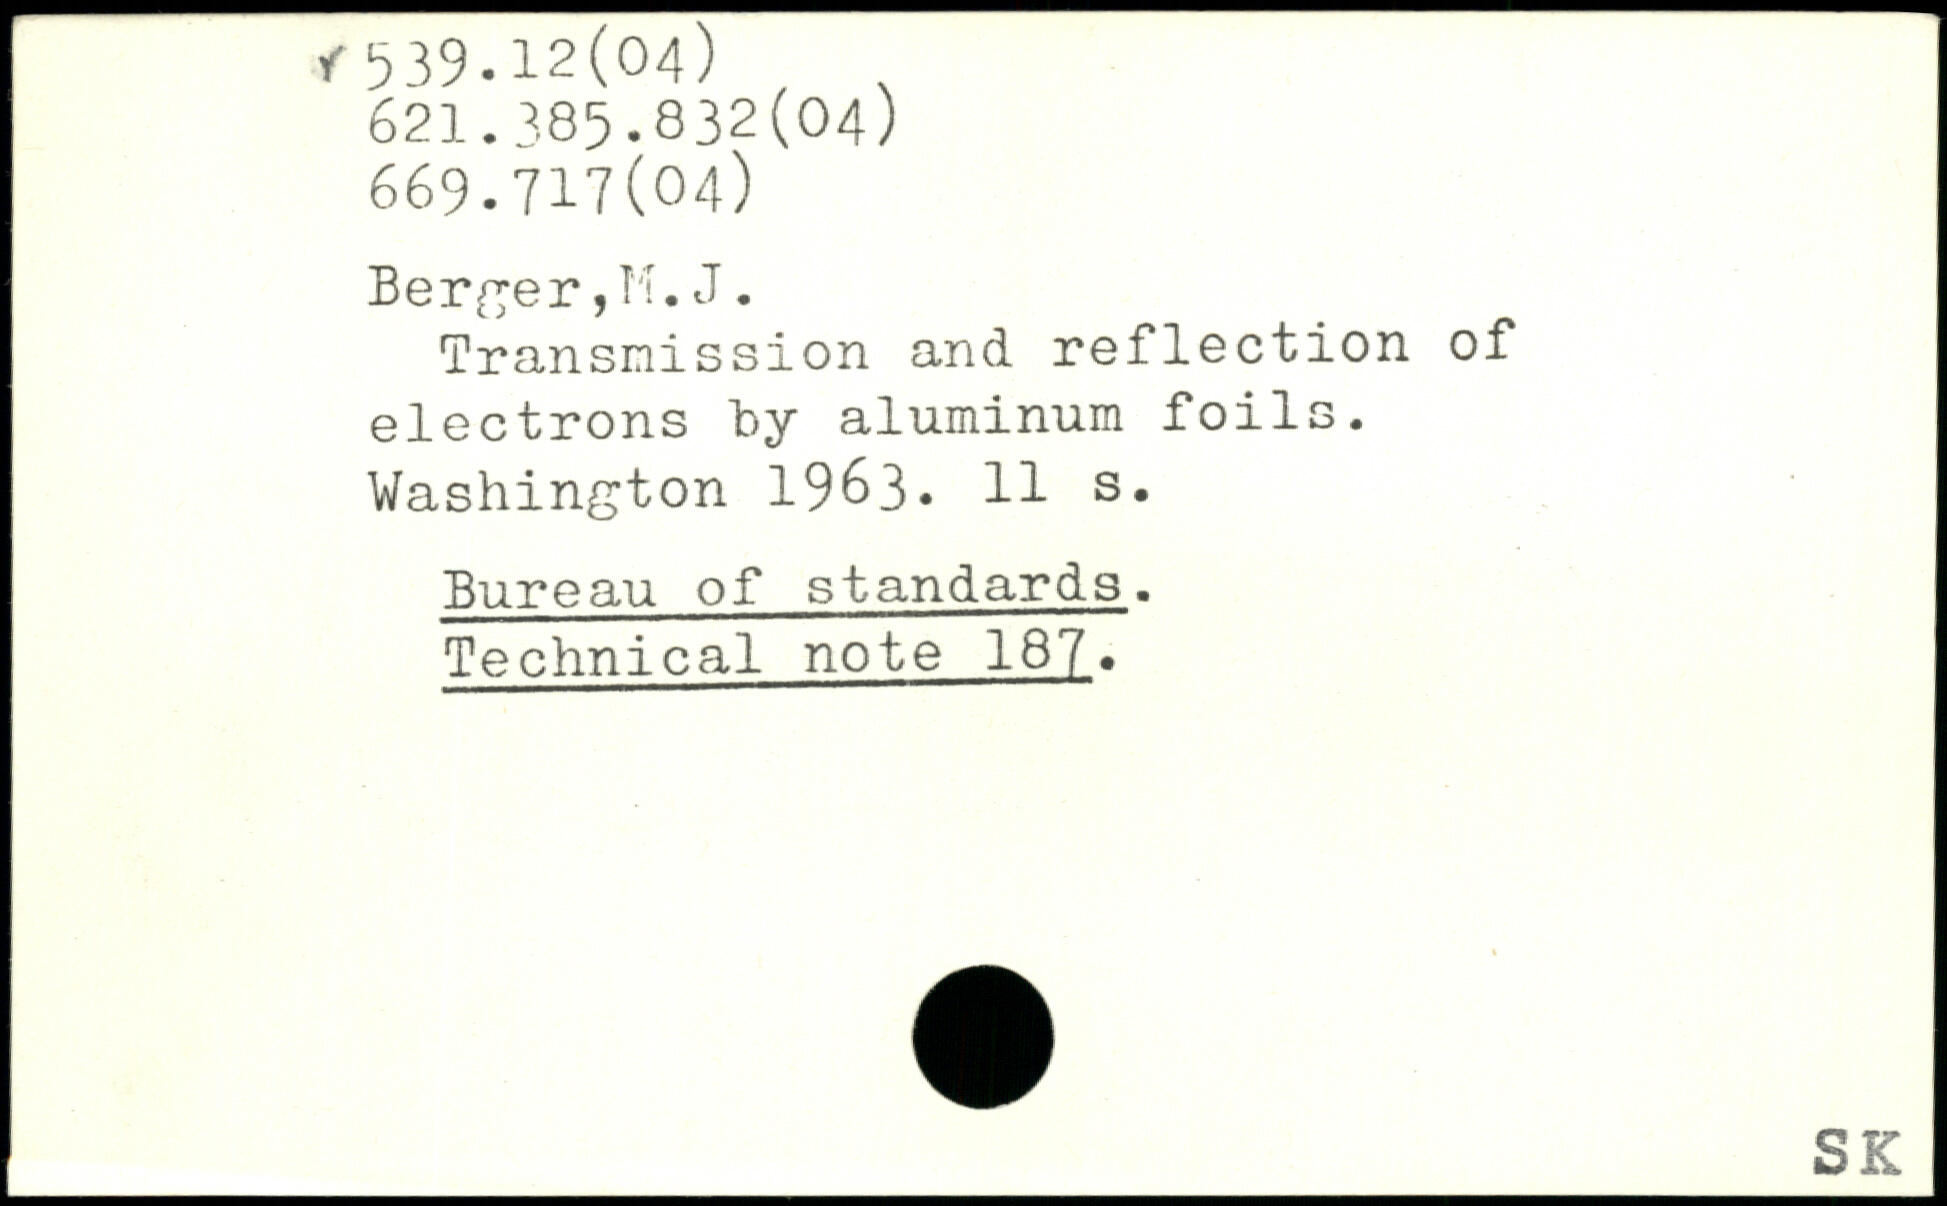 539.12(04)
621.385.832(04)
669.717(04)
Berger,M.J.
Transmission and reflection of
electrons by aluminum foils.
Washington 1963. 11 s.
Bureau of standards.
Technical note 187.
SK